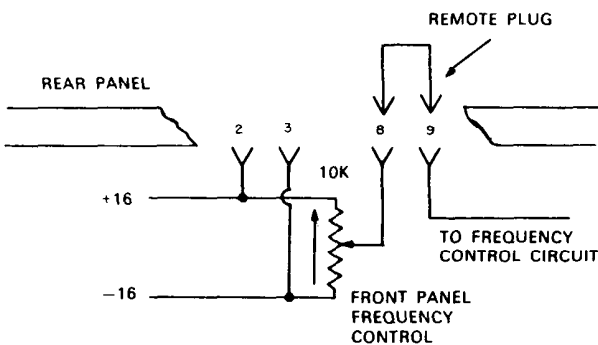 REMOTE PLUG
REAR PANEL
2 3 8 9
10K
+16
TO FREQUENCY
CONTROL CIRCUIT
−16
FRONT PANEL
FREQUENCY
CONTROL